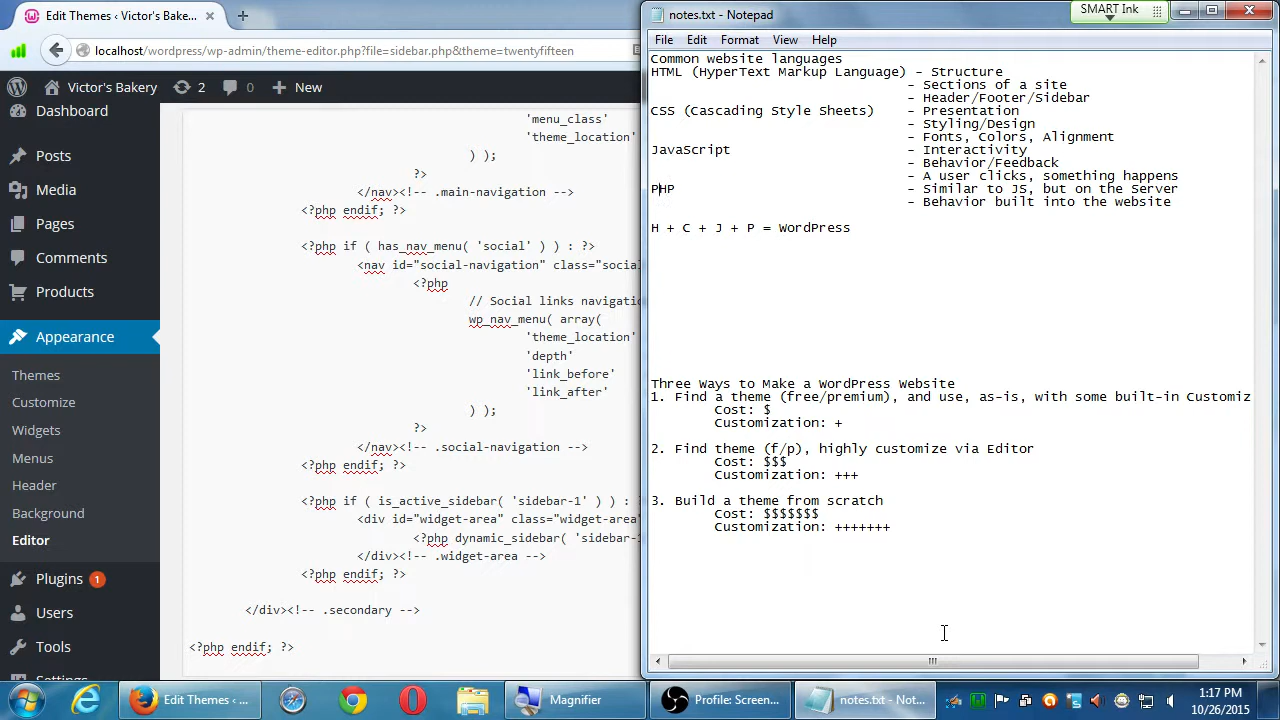 Edit Themes ‹ Victor's Bakery...
localhost/wordpress/wp-admin/theme-editor.php?file=sidebar.php&theme=twentyfifteen
Victor's Bakery
2
0
New
Dashboard
Posts
Media
Pages
Comments
Products
Appearance
Themes
Customize
Widgets
Menus
Header
Background
Editor
Plugins 1
Users
Tools
'menu_class'
'theme_location'
) );
?>
</nav><!-- .main-navigation -->
<?php endif; ?>
<?php if ( has_nav_menu( 'social' ) ) : ?>
<nav id="social-navigation" class="social
<?php
// Social links navigatio
wp_nav_menu( array(
'theme_location'
'depth'
'link_before'
'link_after'
) );
?>
</nav><!-- .social-navigation -->
<?php endif; ?>
<?php if ( is_active_sidebar( 'sidebar-1' ) ) : ?
<div id="widget-area" class="widget-area"
<?php dynamic_sidebar( 'sidebar-1
</div><!-- .widget-area -->
<?php endif; ?>
</div><!-- .secondary -->
<?php endif; ?>
notes.txt - Notepad
SMART Ink
File Edit Format View Help
Common website languages
HTML (HyperText Markup Language) - Structure
- Sections of a site
- Header/Footer/Sidebar
CSS (Cascading Style Sheets) - Presentation
- Styling/Design
- Fonts, Colors, Alignment
JavaScript - Interactivity
- Behavior/Feedback
- A user clicks, something happens
PHP - Similar to JS, but on the Server
- Behavior built into the website
H + C + J + P = WordPress
Three Ways to Make a WordPress Website
1. Find a theme (free/premium), and use, as-is, with some built-in Customiz
Cost: $
Customization: +
2. Find theme (f/p), highly customize via Editor
Cost: $$$
Customization: +++
3. Build a theme from scratch
Cost: $$$$$$$
Customization: +++++++
Edit Themes ‹ ...
Magnifier
Profile: Screen...
notes.txt - Not...
1:17 PM
10/26/2015